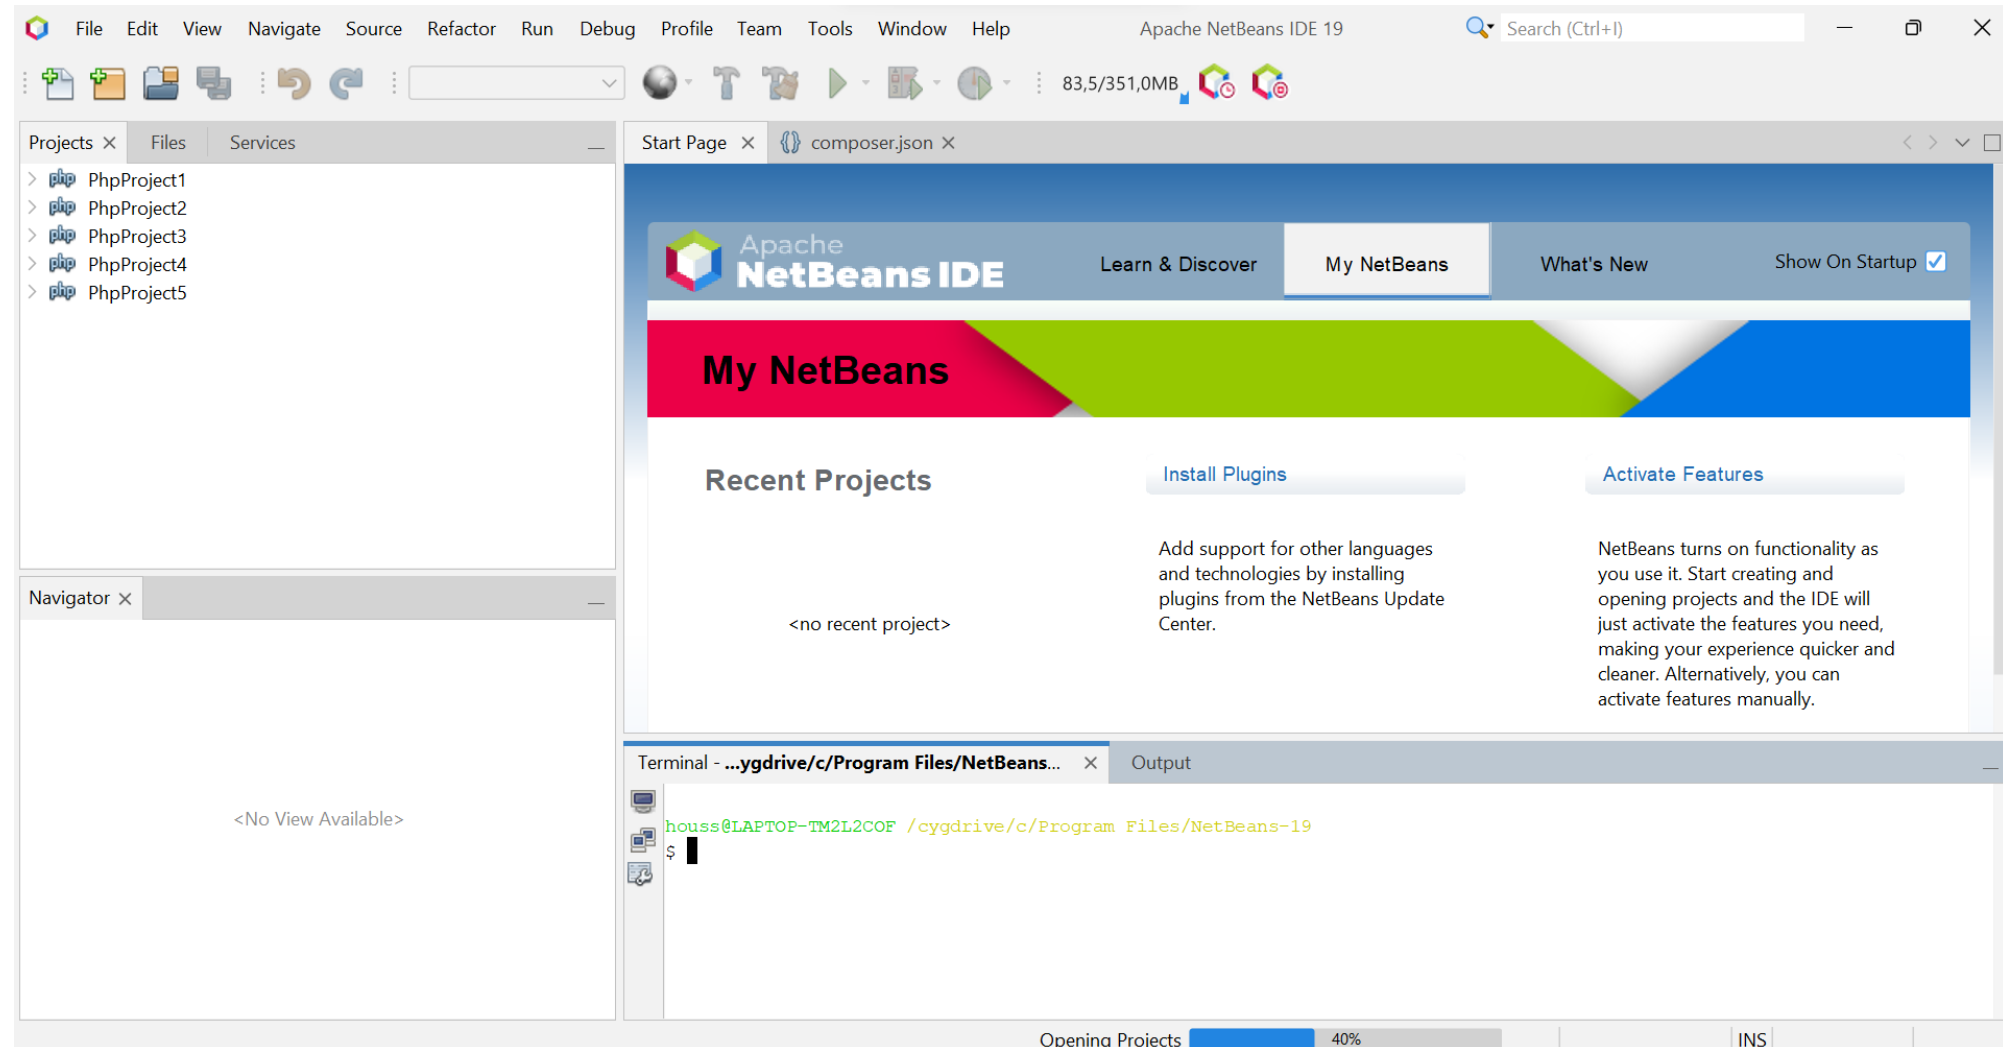 File Edit View Navigate Source Refactor Run Debug Profile Team Tools Window Help
Apache NetBeans IDE 19
Search (Ctrl+I)
83,5/351,0MB
Projects
Files
Services
PhpProject1
PhpProject2
PhpProject3
PhpProject4
PhpProject5
Navigator
<No View Available>
Start Page
composer.json
Apache
NetBeans IDE
Learn & Discover
My NetBeans
What's New
Show On Startup
My NetBeans
Recent Projects
<no recent project>
Install Plugins
Add support for other languages
and technologies by installing
plugins from the NetBeans Update
Center.
Activate Features
NetBeans turns on functionality as
you use it. Start creating and
opening projects and the IDE will
just activate the features you need,
making your experience quicker and
cleaner. Alternatively, you can
activate features manually.
Terminal - ...ygdrive/c/Program Files/NetBeans...
Output
houss@LAPTOP-TM2L2COF /cygdrive/c/Program Files/NetBeans-19
$
Opening Projects
40%
INS